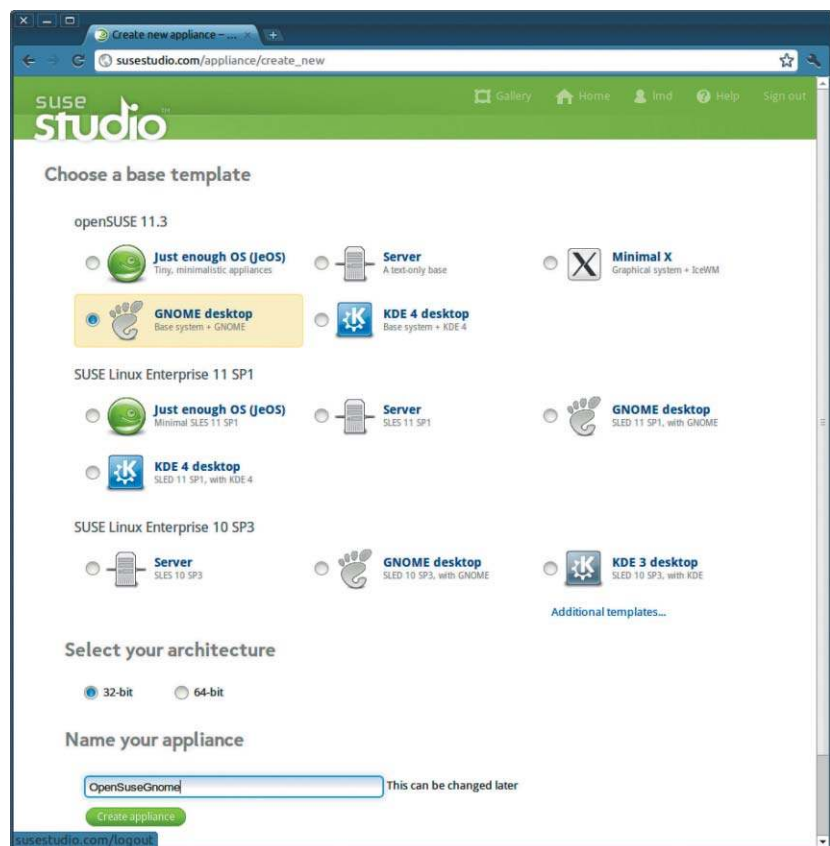 Create new appliance – ...
susestudio.com/appliance/create_new
suse studio
Gallery Home lmd Help Sign out
Choose a base template
openSUSE 11.3
Just enough OS (JeOS)
Tiny, minimalistic appliances
Server
A text-only base
Minimal X
Graphical system + IceWM
GNOME desktop
Base system + GNOME
KDE 4 desktop
Base system + KDE 4
SUSE Linux Enterprise 11 SP1
Just enough OS (JeOS)
Minimal SLES 11 SP1
Server
SLES 11 SP1
GNOME desktop
SLED 11 SP1, with GNOME
KDE 4 desktop
SLED 11 SP1, with KDE 4
SUSE Linux Enterprise 10 SP3
Server
SLES 10 SP3
GNOME desktop
SLED 10 SP3, with GNOME
KDE 3 desktop
SLED 10 SP3, with KDE
Additional templates...
Select your architecture
32-bit 64-bit
Name your appliance
OpenSuseGnome This can be changed later
Create appliance
susestudio.com/logout